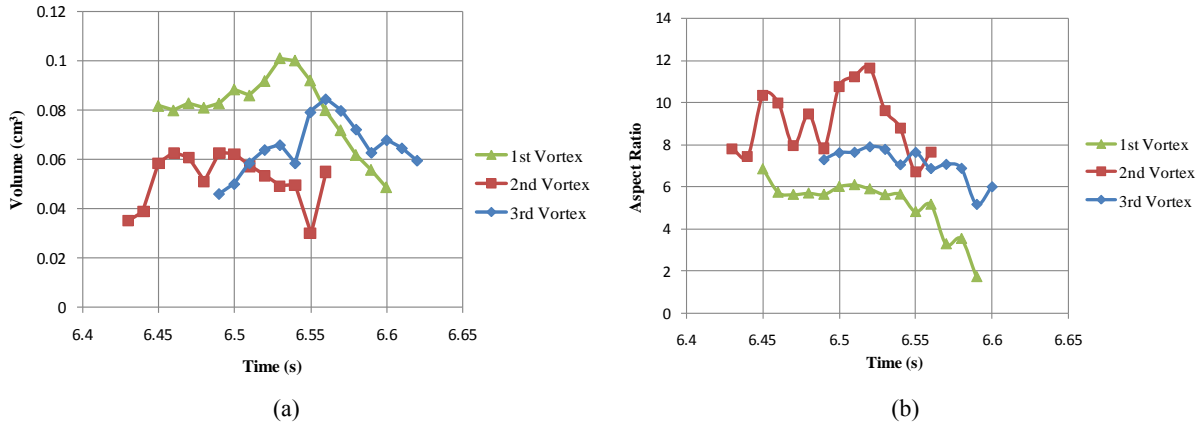 0.12
0.1
0.08
0.06
0.04
0.02
0
Volume (cm³)
6.4 6.45 6.5 6.55 6.6 6.65
Time (s)
1st Vortex
2nd Vortex
3rd Vortex
(a)
14
12
10
8
6
4
2
0
Aspect Ratio
6.4 6.45 6.5 6.55 6.6 6.65
Time (s)
1st Vortex
2nd Vortex
3rd Vortex
(b)